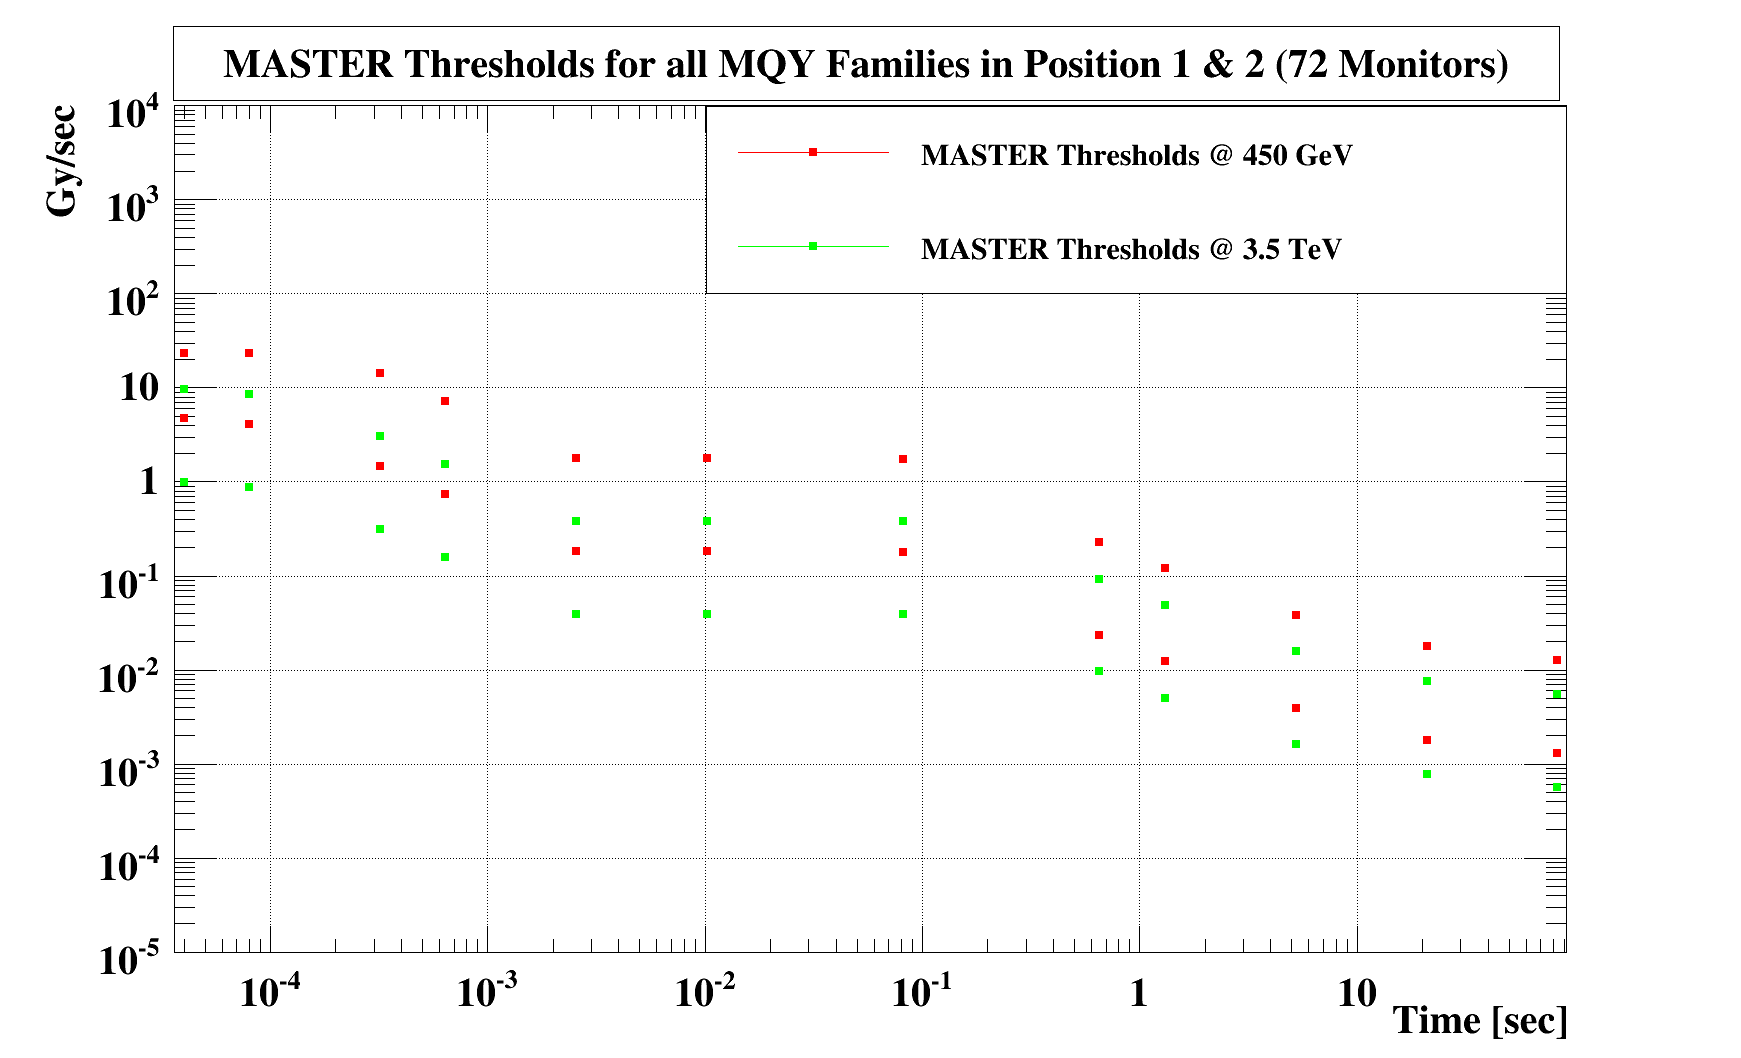 MASTER Thresholds for all MQY Families in Position 1 & 2 (72 Monitors)
Gy/sec
10^4
10^3
10^2
10
1
10^-1
10^-2
10^-3
10^-4
10^-5
MASTER Thresholds @ 450 GeV
MASTER Thresholds @ 3.5 TeV
10^-4 10^-3 10^-2 10^-1 1 10
Time [sec]